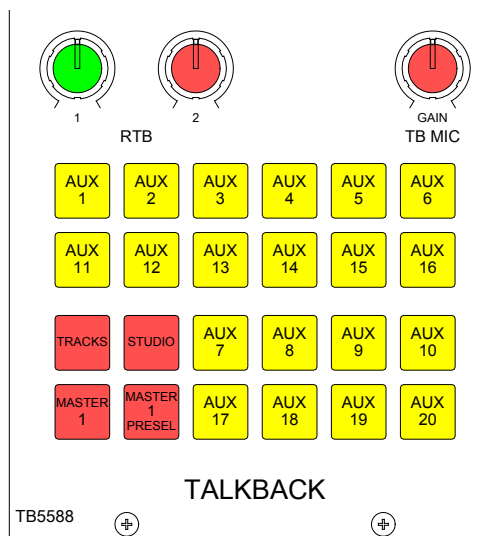 1
2
GAIN
RTB
TB MIC
AUX
1
AUX
2
AUX
3
AUX
4
AUX
5
AUX
6
AUX
11
AUX
12
AUX
13
AUX
14
AUX
15
AUX
16
TRACKS
STUDIO
AUX
7
AUX
8
AUX
9
AUX
10
MASTER
1
MASTER
1
PRESEL
AUX
17
AUX
18
AUX
19
AUX
20
TALKBACK
TB5588